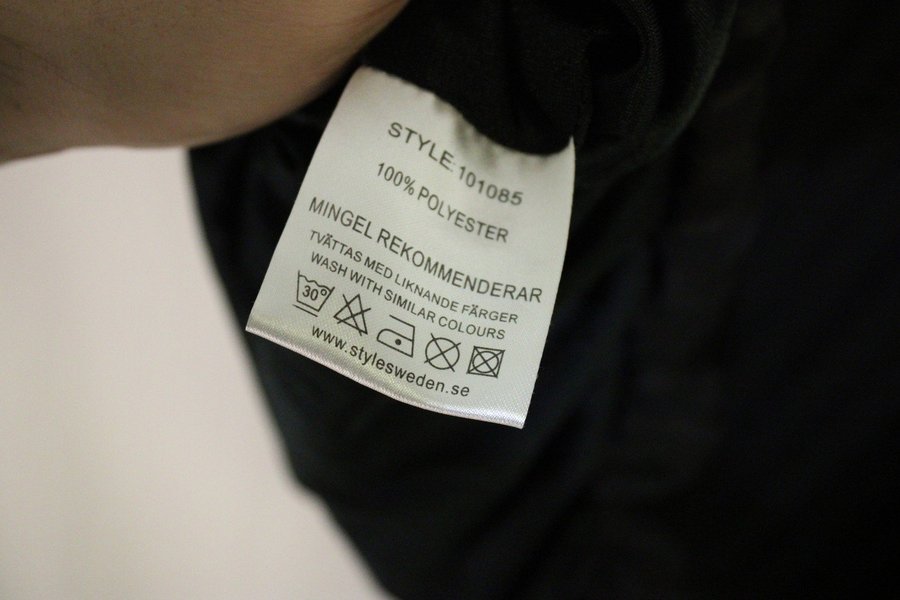 STYLE:101085
100% POLYESTER
MINGEL REKOMMENDERAR
TVÄTTAS MED LIKNANDE FÄRGER
WASH WITH SIMILAR COLOURS
30°
www.stylesweden.se